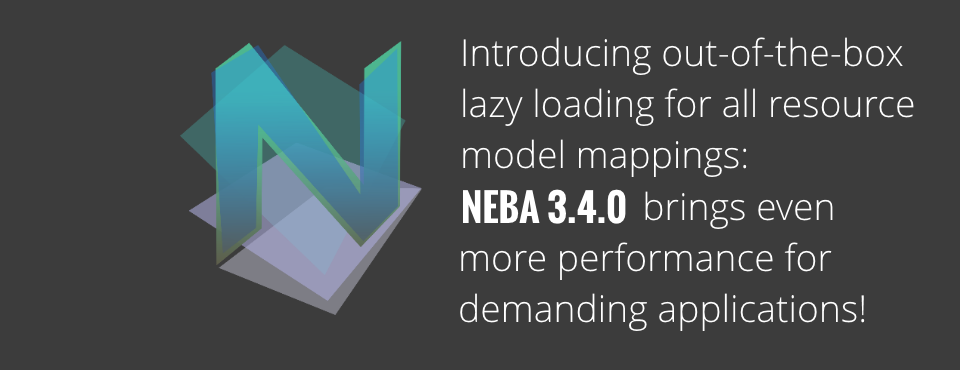 N
Introducing out-of-the-box
lazy loading for all resource
model mappings:
NEBA 3.4.0 brings even
more performance for
demanding applications!